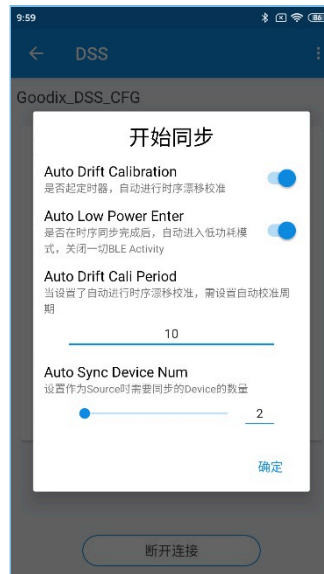 9:59
86
DSS
Goodix_DSS_CFG
开始同步
Auto Drift Calibration
是否起定时器，自动进行时序漂移校准
Auto Low Power Enter
是否在时序同步完成后，自动进入低功耗模
式，关闭一切BLE Activity
Auto Drift Cali Period
当设置了自动进行时序漂移校准，需设置自动校准周
期
10
Auto Sync Device Num
设置作为Source时需要同步的Device的数量
2
确定
断开连接